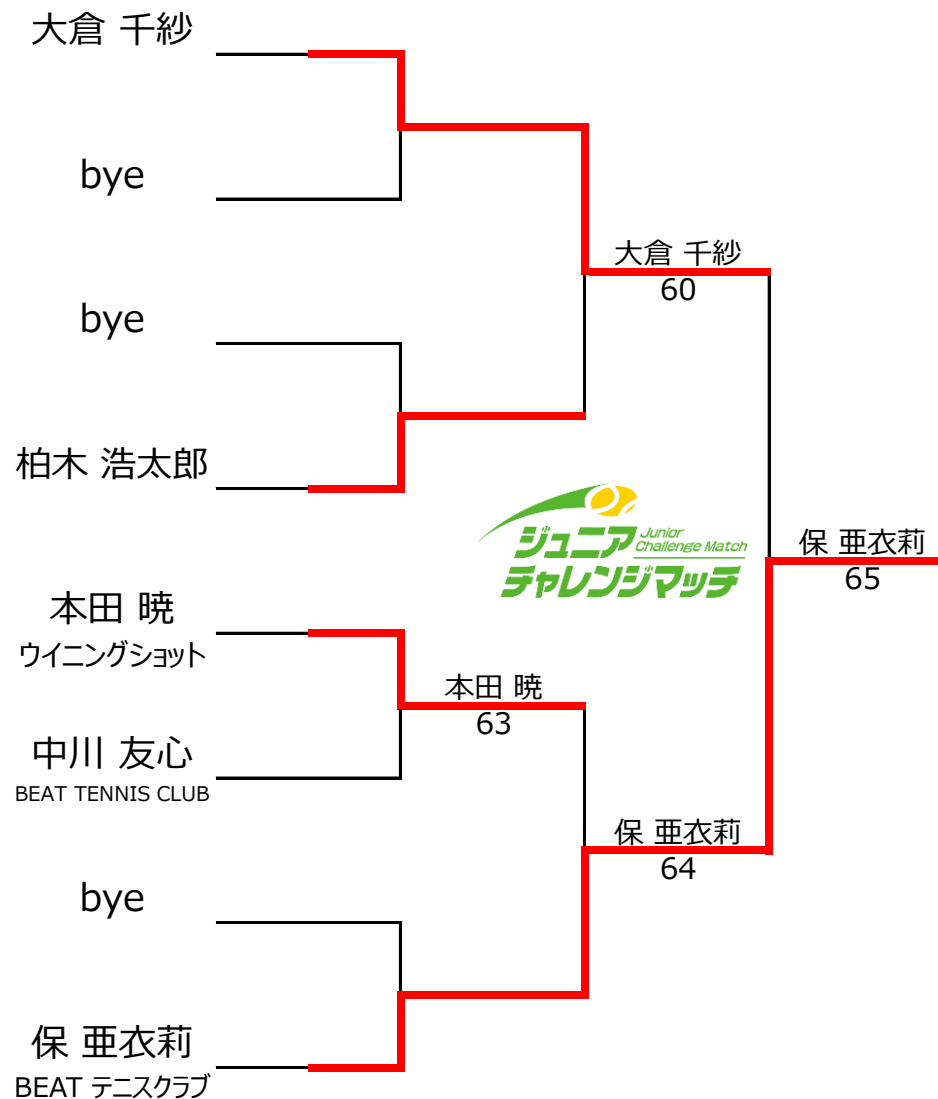 大倉 千紗
bye
大倉 千紗
60
bye
柏木 浩太郎
ジュニア Junior Challenge Match
チャレンジマッチ
保 亜衣莉
65
本田 暁
ウイニングショット
本田 暁
63
中川 友心
BEAT TENNIS CLUB
保 亜衣莉
64
bye
保 亜衣莉
BEAT テニスクラブ